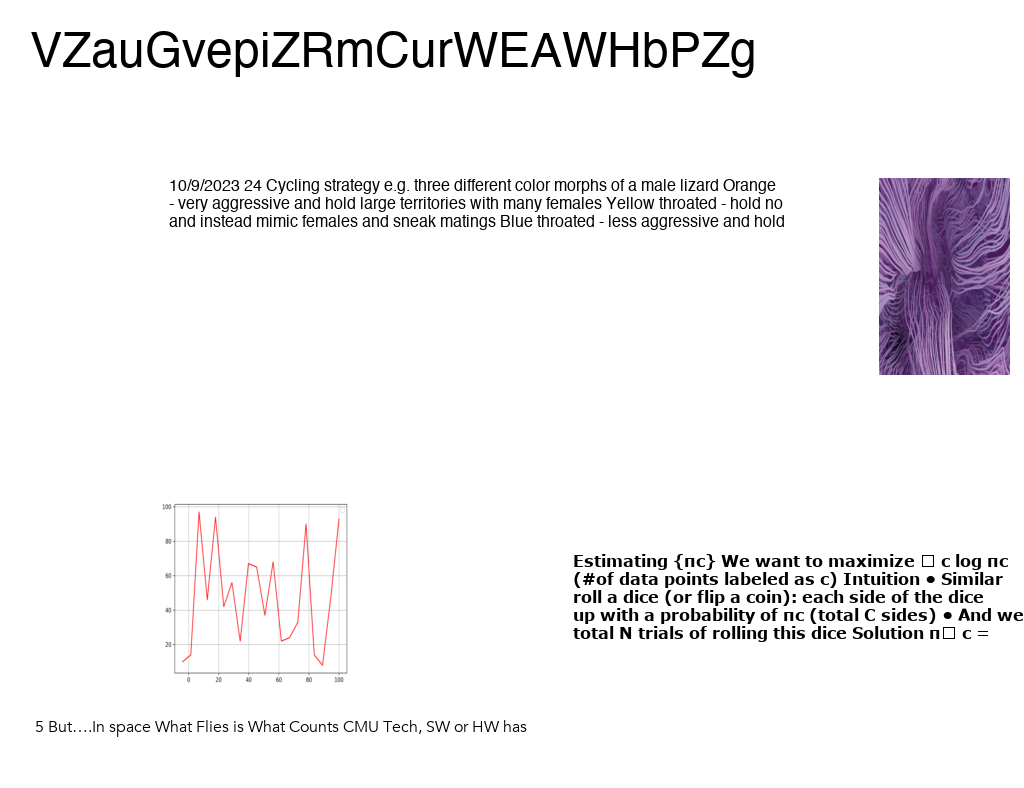 VZauGvepiZRmCurWEAWHbPZg
10/9/2023 24 Cycling strategy e.g. three different color morphs of a male lizard Orange
- very aggressive and hold large territories with many females Yellow throated - hold no
and instead mimic females and sneak matings Blue throated - less aggressive and hold
100
80
60
40
20
0 20 40 60 80 100
Estimating {πc} We want to maximize □ c log πc
(#of data points labeled as c) Intuition ● Similar
roll a dice (or flip a coin): each side of the dice
up with a probability of πc (total C sides) ● And we
total N trials of rolling this dice Solution π□ c =
5 But….In space What Flies is What Counts CMU Tech, SW or HW has